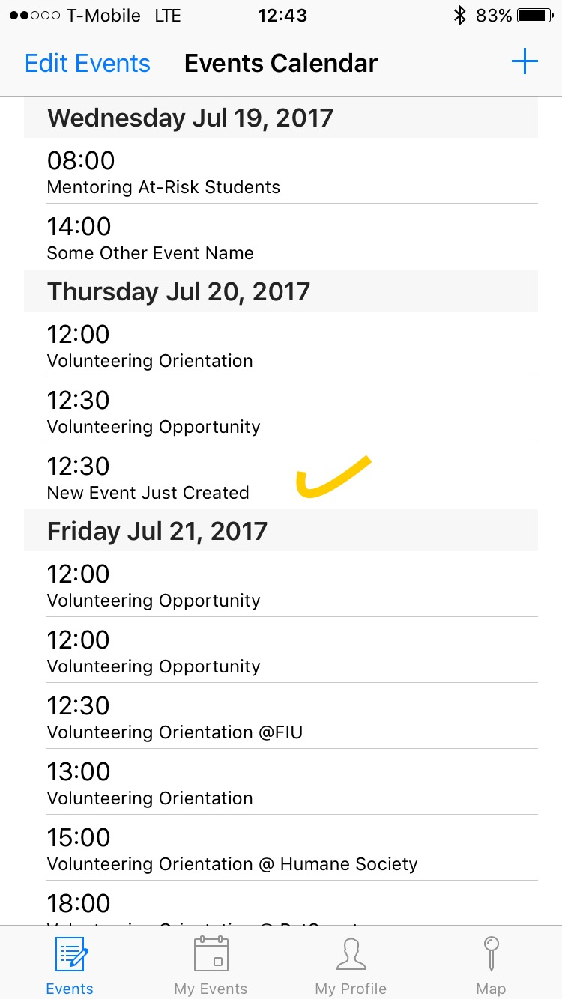 T-Mobile LTE 12:43 83%
Edit Events Events Calendar
Wednesday Jul 19, 2017
08:00
Mentoring At-Risk Students
14:00
Some Other Event Name
Thursday Jul 20, 2017
12:00
Volunteering Orientation
12:30
Volunteering Opportunity
12:30
New Event Just Created
Friday Jul 21, 2017
12:00
Volunteering Opportunity
12:00
Volunteering Opportunity
12:30
Volunteering Orientation @FIU
13:00
Volunteering Orientation
15:00
Volunteering Orientation @ Humane Society
18:00
Events My Events My Profile Map